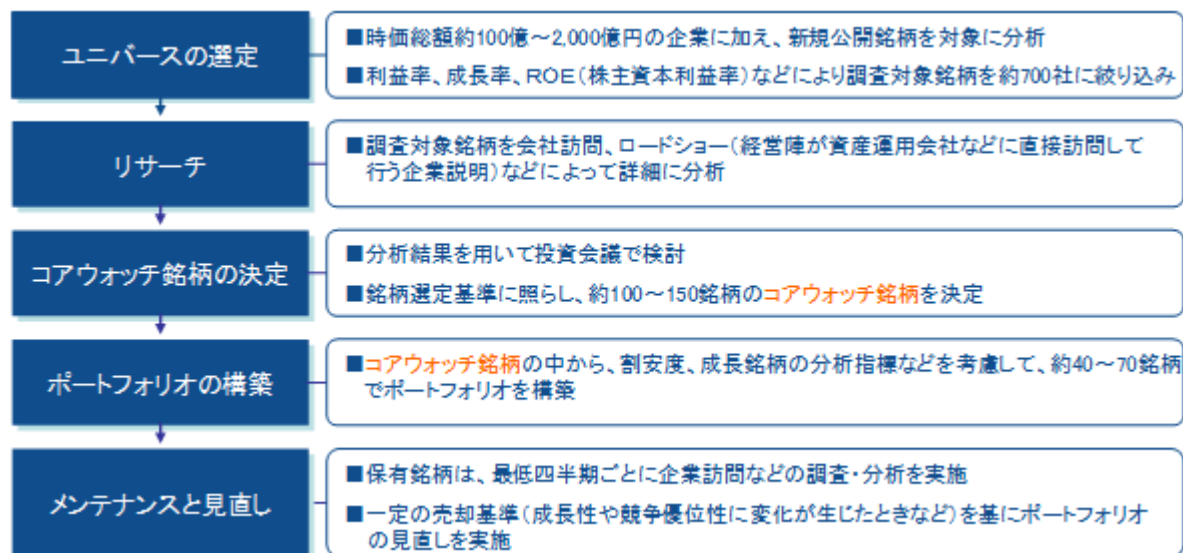 ユニバースの選定
■時価総額約100億～2,000億円の企業に加え、新規公開銘柄を対象に分析
■利益率、成長率、ROE(株主資本利益率)などにより調査対象銘柄を約700社に絞り込み
リサーチ
■調査対象銘柄を会社訪問、ロードショー(経営陣が資産運用会社などに直接訪問して
行う企業説明)などによって詳細に分析
コアウォッチ銘柄の決定
■分析結果を用いて投資会議で検討
■銘柄選定基準に照らし、約100～150銘柄のコアウォッチ銘柄を決定
ポートフォリオの構築
■コアウォッチ銘柄の中から、割安度、成長銘柄の分析指標などを考慮して、約40～70銘柄
でポートフォリオを構築
メンテナンスと見直し
■保有銘柄は、最低四半期ごとに企業訪問などの調査・分析を実施
■一定の売却基準(成長性や競争優位性に変化が生じたときなど)を基にポートフォリオ
の見直しを実施